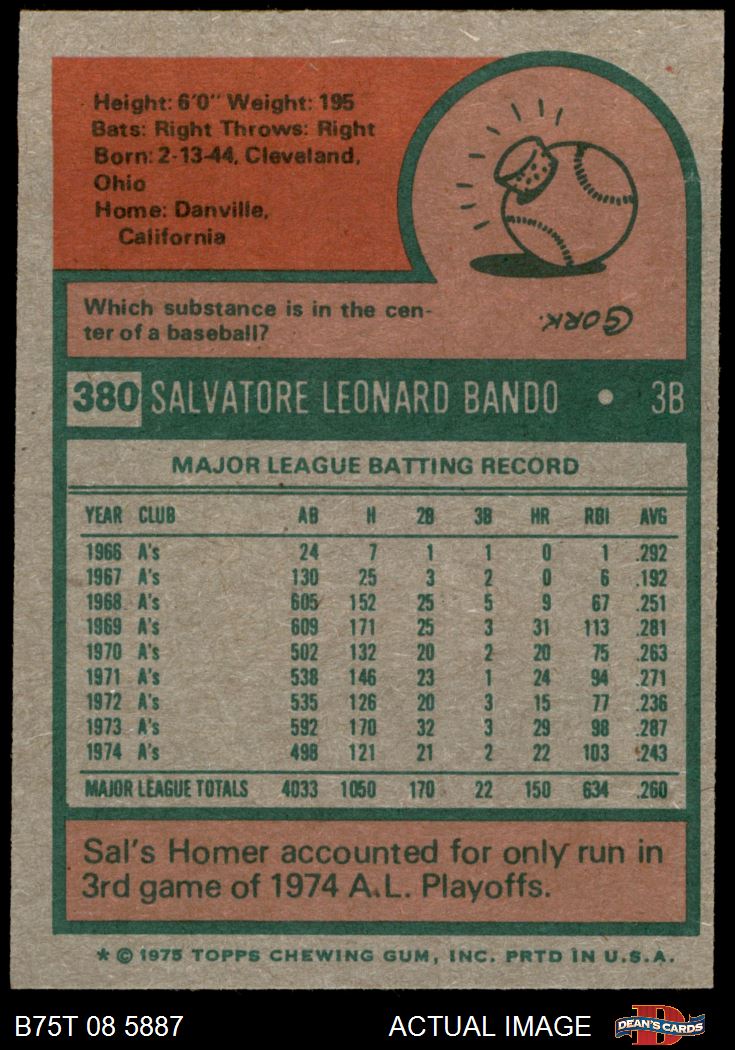 Height: 6'0" Weight: 195
Bats: Right Throws: Right
Born: 2-13-44, Cleveland,
Ohio
Home: Danville,
California
Which substance is in the cen-
ter of a baseball?
CORK.
380 SALVATORE LEONARD BANDO • 3B
MAJOR LEAGUE BATTING RECORD
YEAR CLUB AB H 2B 3B HR RBI AVG
1966 A's 24 7 1 1 0 1 .292
1967 A's 130 25 3 2 0 6 .192
1968 A's 605 152 25 5 9 67 .251
1969 A's 609 171 25 3 31 113 .281
1970 A's 502 132 20 2 20 75 .263
1971 A's 538 146 23 1 24 94 .271
1972 A's 535 126 20 3 15 77 .236
1973 A's 592 170 32 3 29 98 .287
1974 A's 498 121 21 2 22 103 .243
MAJOR LEAGUE TOTALS 4033 1050 170 22 150 634 .260
Sal's Homer accounted for only run in
3rd game of 1974 A.L. Playoffs.
* © 1975 TOPPS CHEWING GUM, INC. PRTD IN U.S.A.
B75T 08 5887 ACTUAL IMAGE
D
DEAN'S CARDS